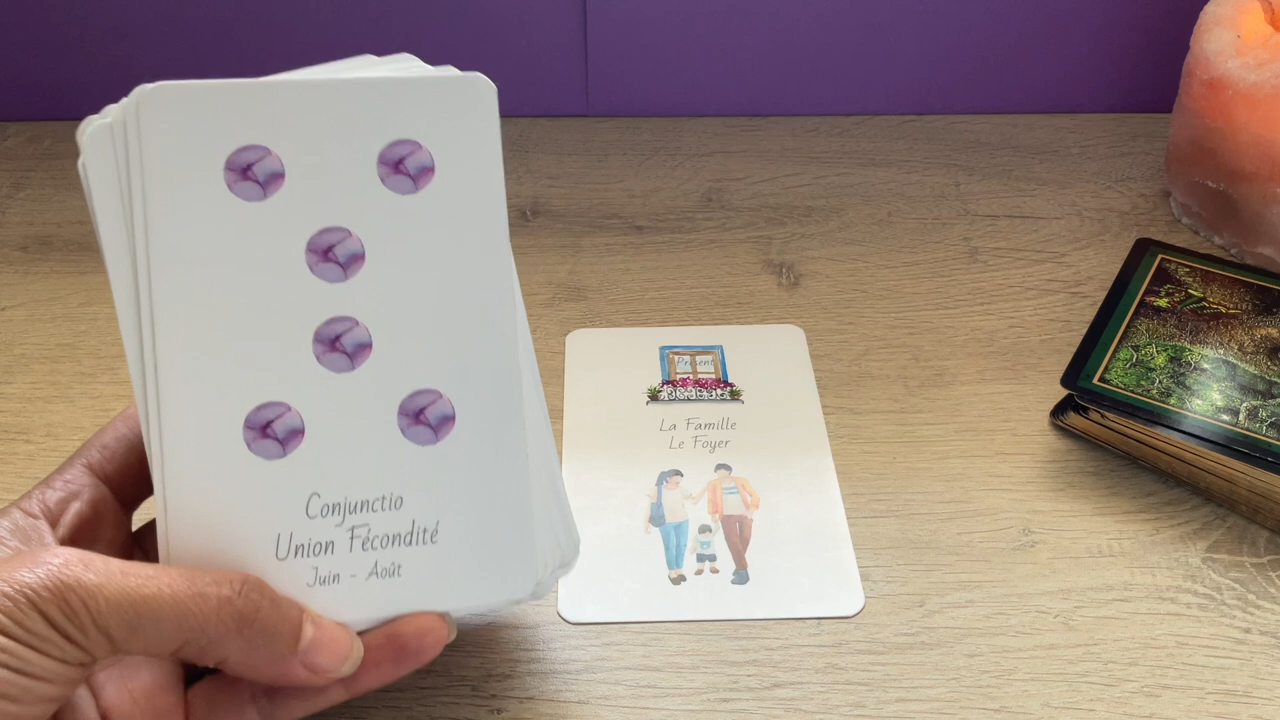 Conjunctio
Union Fécondité
Juin - Août
Présent
La Famille
Le Foyer